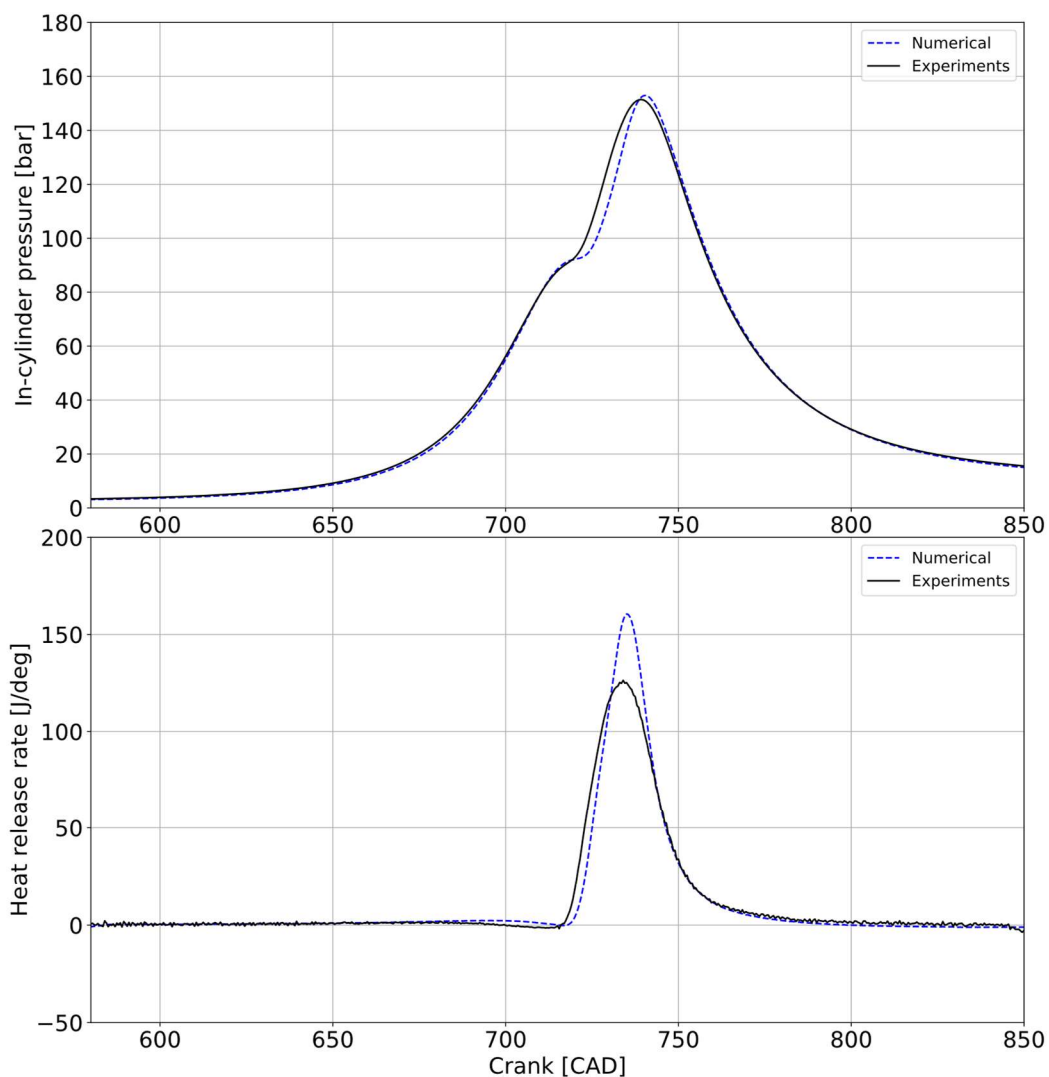 180
160
140
120
100
80
60
40
20
0
In-cylinder pressure [bar]
Numerical
Experiments
600 650 700 750 800 850
200
150
100
50
0
−50
Heat release rate [J/deg]
Numerical
Experiments
600 650 700 750 800 850
Crank [CAD]